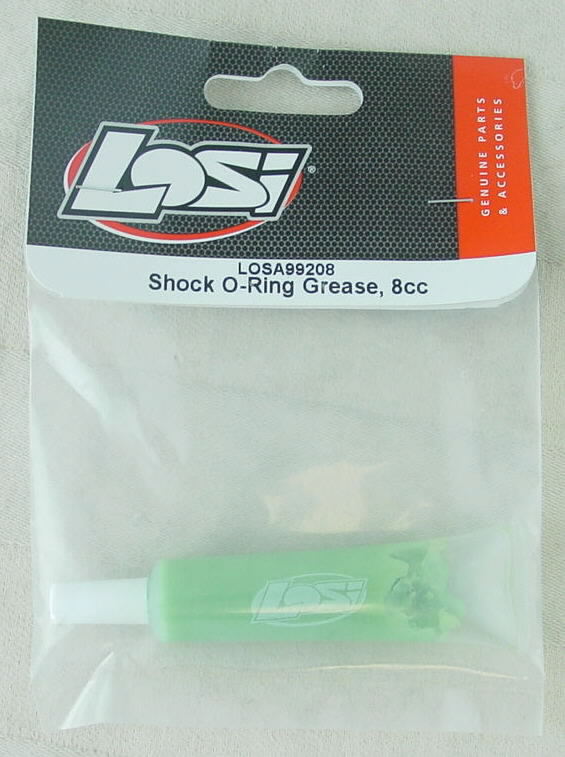 LOSI®
GENUINE PARTS
& ACCESSORIES
LOSA99208
Shock O-Ring Grease, 8cc
LOSI